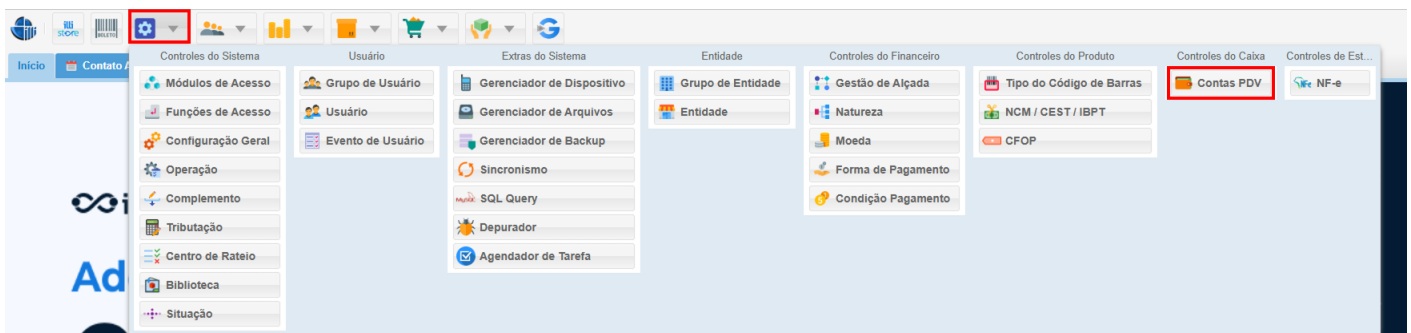 illi
store
BOLETO
Início
Contato A
Controles do Sistema
Módulos de Acesso
Funções de Acesso
Configuração Geral
Operação
Complemento
Tributação
Centro de Rateio
Biblioteca
Situação
Usuário
Grupo de Usuário
Usuário
Evento de Usuário
Extras do Sistema
Gerenciador de Dispositivo
Gerenciador de Arquivos
Gerenciador de Backup
Sincronismo
SQL Query
Depurador
Agendador de Tarefa
Entidade
Grupo de Entidade
Entidade
Controles do Financeiro
Gestão de Alçada
Natureza
Moeda
Forma de Pagamento
Condição Pagamento
Controles do Produto
Tipo do Código de Barras
NCM / CEST / IBPT
CFOP
Controles do Caixa
Contas PDV
Controles de Est...
NF-e
i
Ad